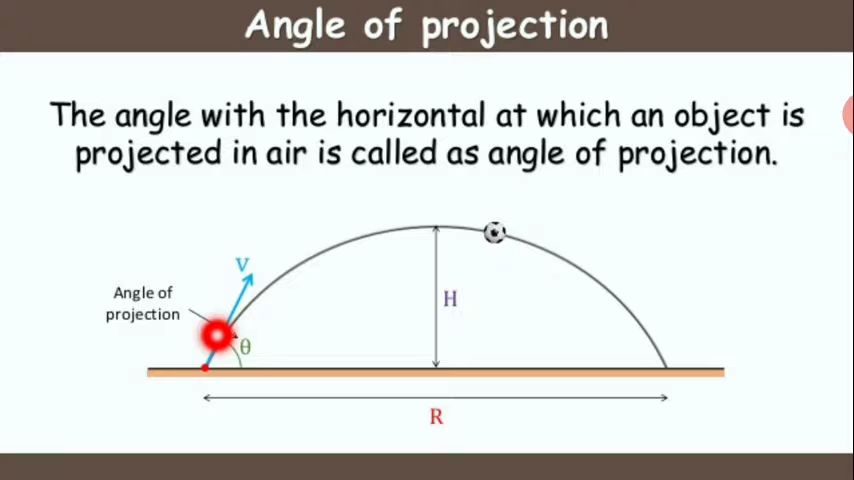 Angle of projection
The angle with the horizontal at which an object is
projected in air is called as angle of projection.
V
Angle of
projection
H
θ
R